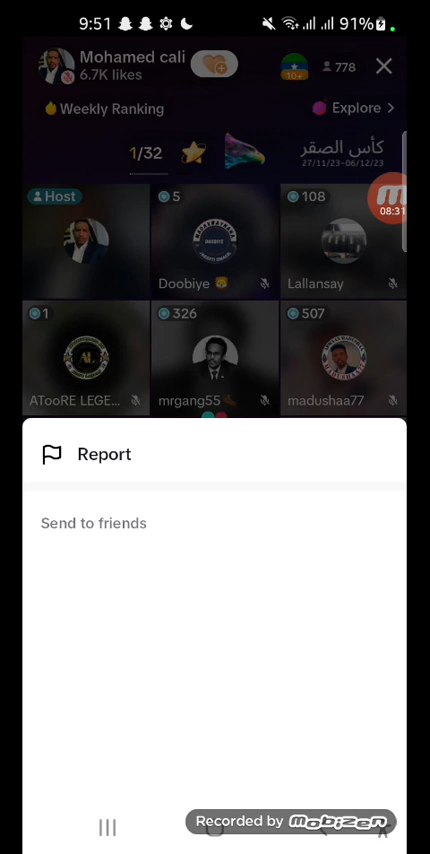 9:51
91%
Mohamed cali
6.7K likes
10+
778
Weekly Ranking
Explore >
1/32
كأس الصقر
27/11/23-06/12/23
Host
5
108
08:31
Doobiye
Lallansay
1
326
507
ATooRE LEGE...
mrgang55
madushaa77
Report
Send to friends
Recorded by mobizen